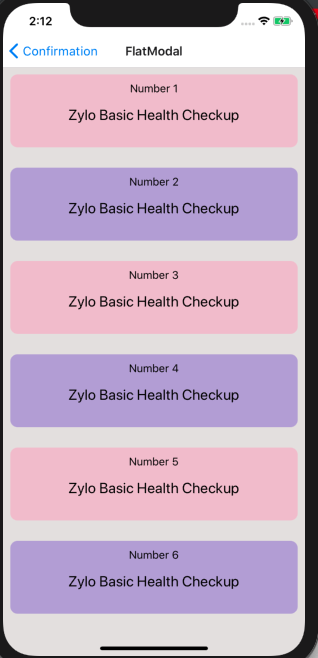 2:12
Confirmation
FlatModal
Number 1
Zylo Basic Health Checkup
Number 2
Zylo Basic Health Checkup
Number 3
Zylo Basic Health Checkup
Number 4
Zylo Basic Health Checkup
Number 5
Zylo Basic Health Checkup
Number 6
Zylo Basic Health Checkup